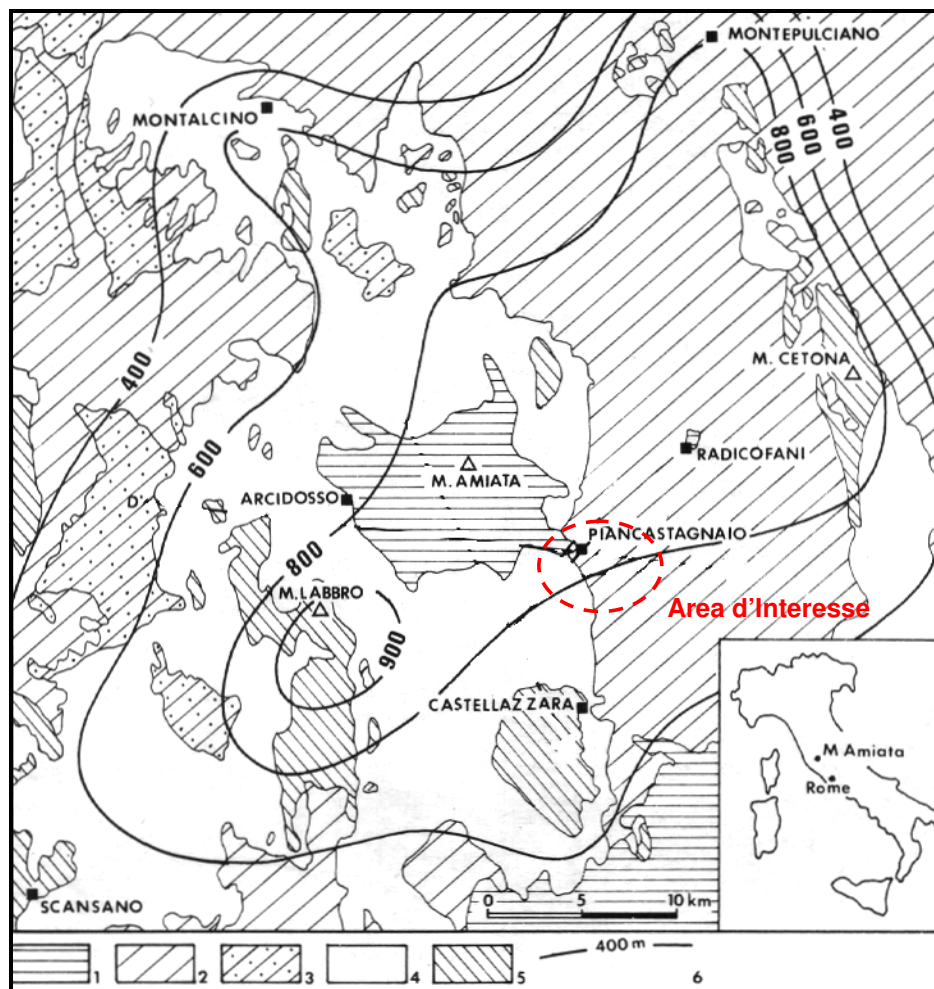 MONTEPULCIANO
MONTALCINO
400
600
800
400
M. CETONA
600
RADICOFANI
M. AMIATA
ARCIDOSSO
D'
PIANCASTAGNAIO
800
M. LABBRO
Area d'Interesse
900
CASTELLAZZARA
M Amiata
Rome
SCANSANO
0 5 10 km
1 2 3 4 5 400 m 6